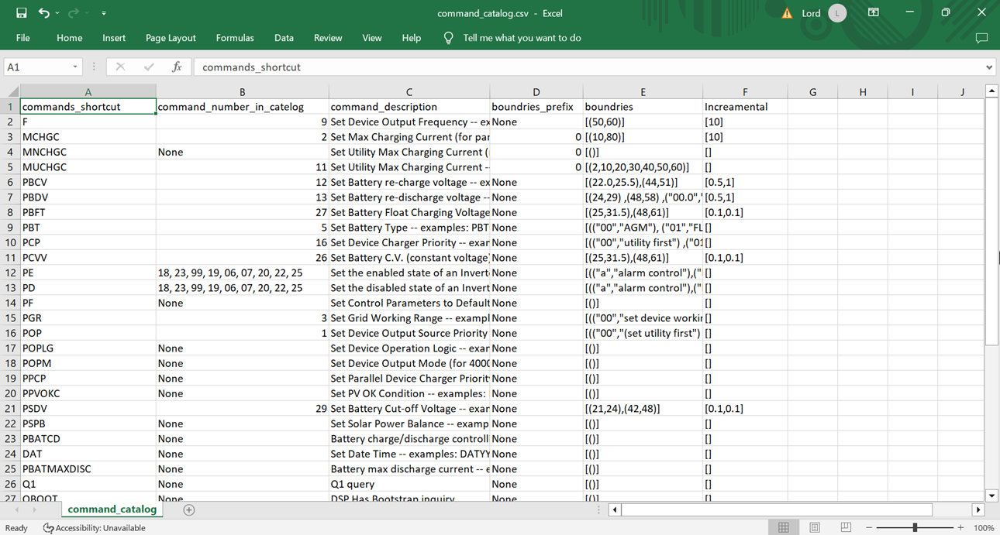 command_catalog.csv - Excel
Lord
L
File Home Insert Page Layout Formulas Data Review View Help Tell me what you want to do
A1 fx commands_shortcut
A B C D E F G H I J
1 commands_shortcut command_number_in_catelog command_description boundries_prefix boundries Increamental
2 F 9 Set Device Output Frequency -- ex None [(50,60)] [10]
3 MCHGC 2 Set Max Charging Current (for par 0 [(10,80)] [10]
4 MNCHGC None Set Utility Max Charging Current ( 0 [()] []
5 MUCHGC 11 Set Utility Max Charging Current - 0 [(2,10,20,30,40,50,60)] []
6 PBCV 12 Set Battery re-charge voltage -- ex None [(22.0,25.5),(44,51)] [0.5,1]
7 PBDV 13 Set Battery re-discharge voltage -- None [(24,29) ,(48,58) ,("00.0"," [0.5,1]
8 PBFT 27 Set Battery Float Charging Voltage None [(25,31.5),(48,61)] [0.1,0.1]
9 PBT 5 Set Battery Type -- examples: PBT None [(("00","AGM"), ("01","FL []
10 PCP 16 Set Device Charger Priority -- exar None [(("00","utility first") ,("01 []
11 PCVV 26 Set Battery C.V. (constant voltage) None [(25,31.5),(48,61)] [0.1,0.1]
12 PE 18, 23, 99, 19, 06, 07, 20, 22, 25 Set the enabled state of an Invert None [(("a","alarm control"),(" []
13 PD 18, 23, 99, 19, 06, 07, 20, 22, 25 Set the disabled state of an Invert None [(("a","alarm control"),(" []
14 PF None Set Control Parameters to Default None [()] []
15 PGR 3 Set Grid Working Range -- exampl None [(("00","set device workin []
16 POP 1 Set Device Output Source Priority None [(("00","(set utility first") []
17 POPLG None Set Device Operation Logic -- exar None [()] []
18 POPM None Set Device Output Mode (for 4000 None [()] []
19 PPCP None Set Parallel Device Charger Priorit None [()] []
20 PPVOKC None Set PV OK Condition -- examples: None [()] []
21 PSDV 29 Set Battery Cut-off Voltage -- exar None [(21,24),(42,48)] [0.1,0.1]
22 PSPB None Set Solar Power Balance -- examp None [()] []
23 PBATCD None Battery charge/discharge controll None [()] []
24 DAT None Set Date Time -- examples: DATYY None [()] []
25 PBATMAXDISC None Battery max discharge current -- e None [()] []
26 Q1 None Q1 query None [()] []
27 QBOOT None DSP Has Bootstrap inquiry None [()] []
command_catalog
Ready Accessibility: Unavailable 100%